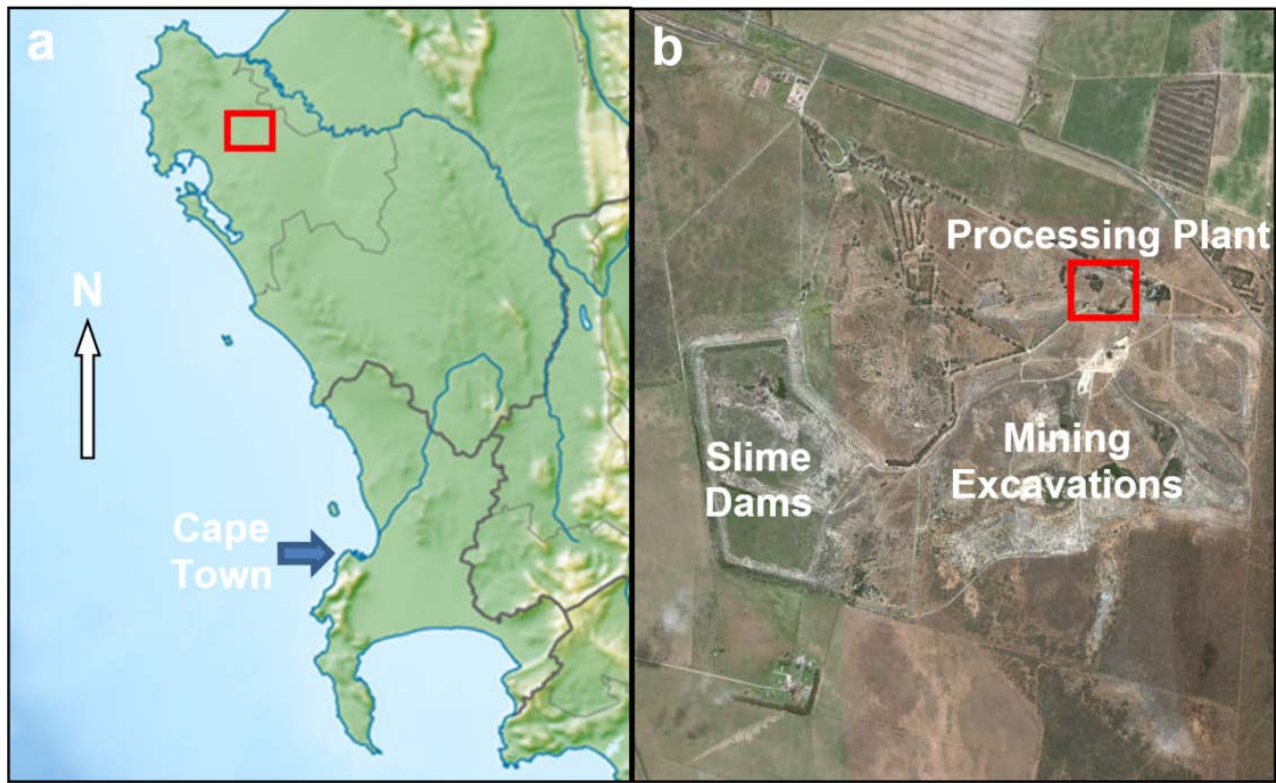 a
N
Cape
Town
b
Processing Plant
Slime
Dams
Mining
Excavations